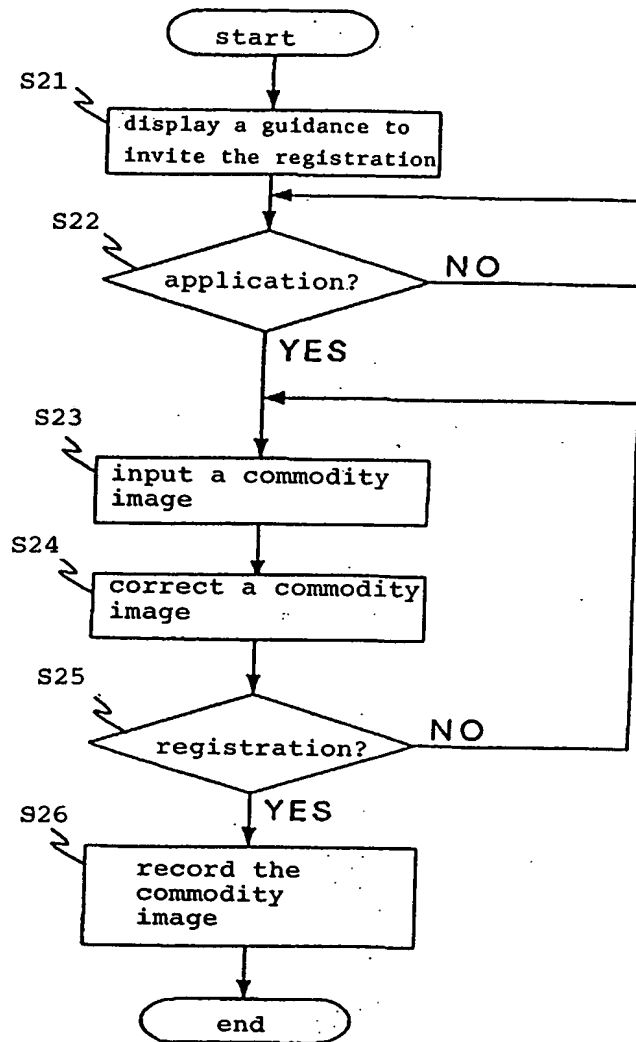 start
S21
display a guidance to
invite the registration
S22
application?
NO
YES
S23
input a commodity
image
S24
correct a commodity
image
S25
registration?
NO
YES
S26
record the
commodity
image
end